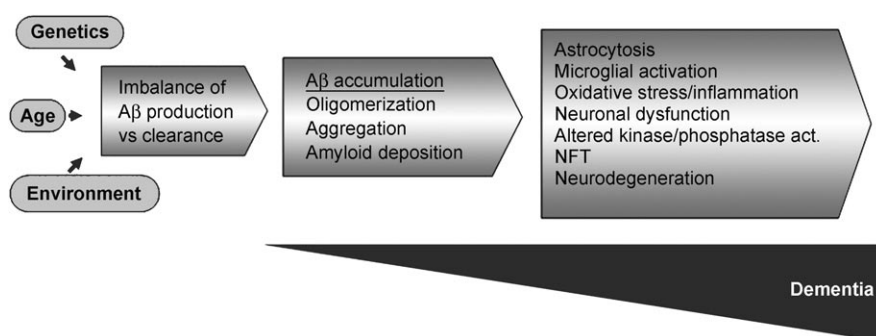 Genetics
Age
Environment
Imbalance of
Aβ production
vs clearance
Aβ accumulation
Oligomerization
Aggregation
Amyloid deposition
Astrocytosis
Microglial activation
Oxidative stress/inflammation
Neuronal dysfunction
Altered kinase/phosphatase act.
NFT
Neurodegeneration
Dementia